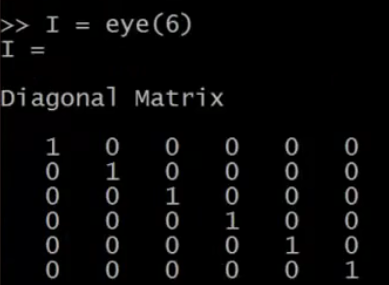 >> I = eye(6)
I =
Diagonal Matrix
1 0 0 0 0 0
0 1 0 0 0 0
0 0 1 0 0 0
0 0 0 1 0 0
0 0 0 0 1 0
0 0 0 0 0 1